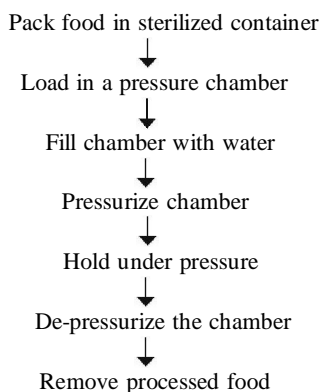 Pack food in sterilized container
Load in a pressure chamber
Fill chamber with water
Pressurize chamber
Hold under pressure
De-pressurize the chamber
Remove processed food